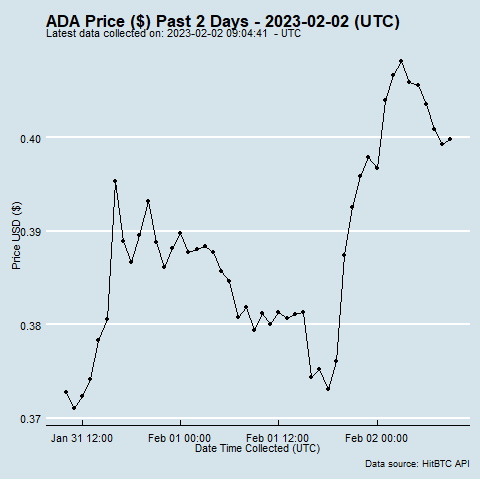 ADA Price ($) Past 2 Days - 2023-02-02 (UTC)
Latest data collected on: 2023-02-02 09:04:41 - UTC
Price USD ($)
0.40
0.39
0.38
0.37
Jan 31 12:00
Feb 01 00:00
Feb 01 12:00
Feb 02 00:00
Date Time Collected (UTC)
Data source: HitBTC API